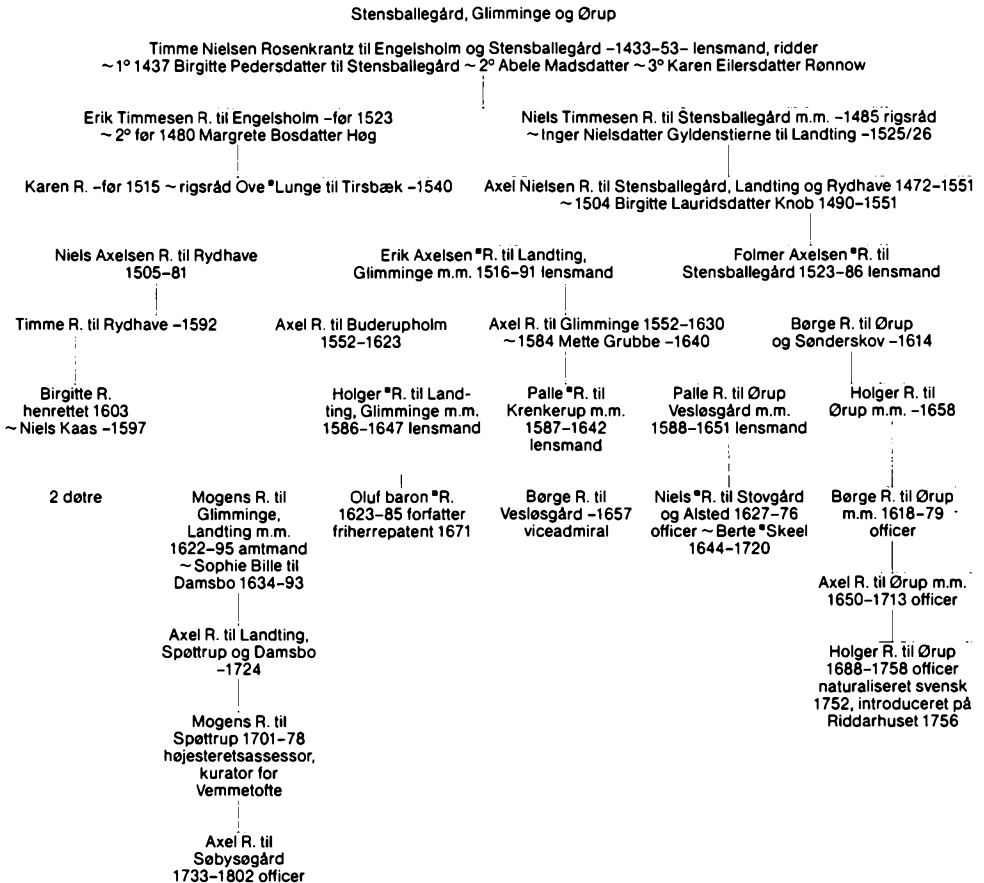 Stensballegård, Glimminge og Ørup
Timme Nielsen Rosenkrantz til Engelsholm og Stensballegård –1433–53– lensmand, ridder
~1° 1437 Birgitte Pedersdatter til Stensballegård ~2° Abele Madsdatter ~3° Karen Eilersdatter Rønnow
Erik Timmesen R. til Engelsholm –før 1523
~2° før 1480 Margrete Bosdatter Høg
Niels Timmesen R. til Stensballegård m.m. –1485 rigsråd
~Inger Nielsdatter Gyldenstierne til Landting –1525/26
Karen R. –før 1515 ~rigsråd Ove *Lunge til Tirsbæk –1540
Axel Nielsen R. til Stensballegård, Landting og Rydhave 1472–1551
~1504 Birgitte Lauridsdatter Knob 1490–1551
Niels Axelsen R. til Rydhave
1505–81
Erik Axelsen *R. til Landting,
Glimminge m.m. 1516–91 lensmand
Folmer Axelsen *R. til
Stensballegård 1523–86 lensmand
Timme R. til Rydhave –1592
Axel R. til Buderupholm
1552–1623
Axel R. til Glimminge 1552–1630
~1584 Mette Grubbe –1640
Børge R. til Ørup
og Sønderskov –1614
Birgitte R.
henrettet 1603
~Niels Kaas –1597
Holger *R. til Land-
ting, Glimminge m.m.
1586–1647 lensmand
Palle *R. til
Krenkerup m.m.
1587–1642
lensmand
Palle R. til Ørup
Vesløsgård m.m.
1588–1651 lensmand
Holger R. til
Ørup m.m. –1658
2 døtre
Mogens R. til
Glimminge,
Landting m.m.
1622–95 amtmand
~Sophie Bille til
Damsbo 1634–93
Oluf baron *R.
1623–85 forfatter
friherrepatent 1671
Børge R. til
Vesløsgård –1657
viceadmiral
Niels *R. til Stovgård
og Alsted 1627–76
officer ~Berte *Skeel
1644–1720
Børge R. til Ørup
m.m. 1618–79
officer
Axel R. til Ørup m.m.
1650–1713 officer
Axel R. til Landting,
Spøttrup og Damsbo
–1724
Holger R. til Ørup
1688–1758 officer
naturaliseret svensk
1752, introduceret på
Riddarhuset 1756
Mogens R. til
Spøttrup 1701–78
højesteretsassessor,
kurator for
Vemmetofte
Axel R. til
Søbysøgård
1733–1802 officer